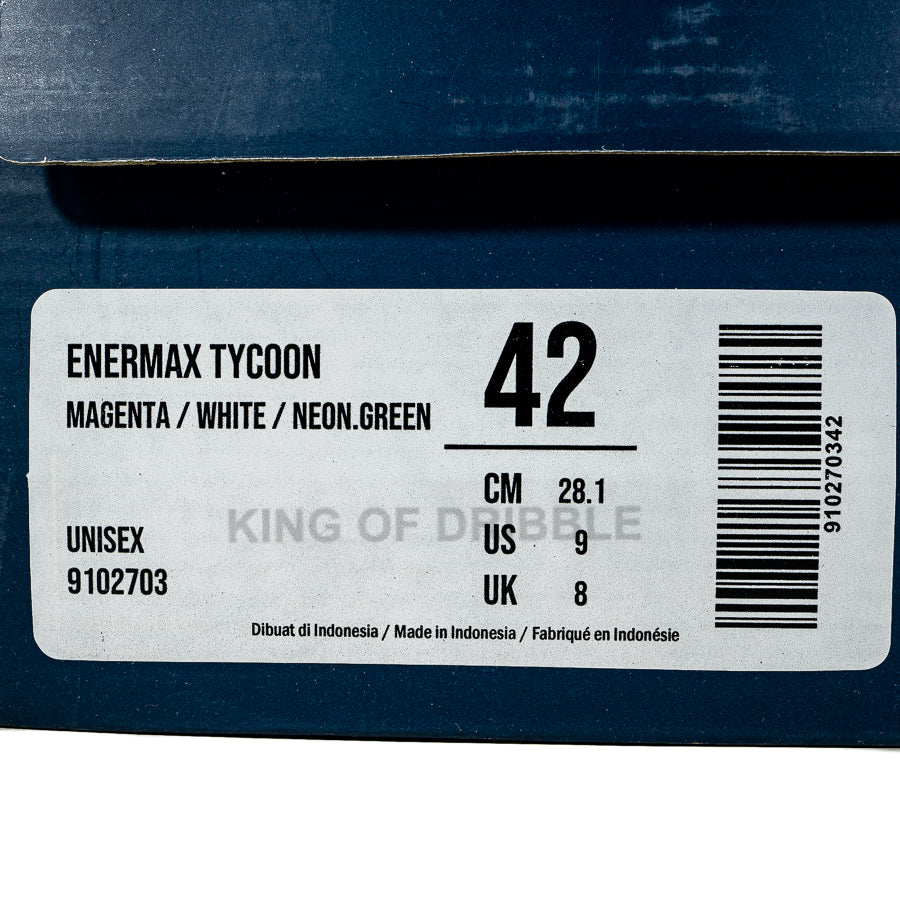 ENERMAX TYCOON
MAGENTA / WHITE / NEON.GREEN
UNISEX
9102703
42
CM 28.1
US 9
UK 8
KING OF DRIBBLE
Dibuat di Indonesia / Made in Indonesia / Fabriqué en Indonésie
910270342